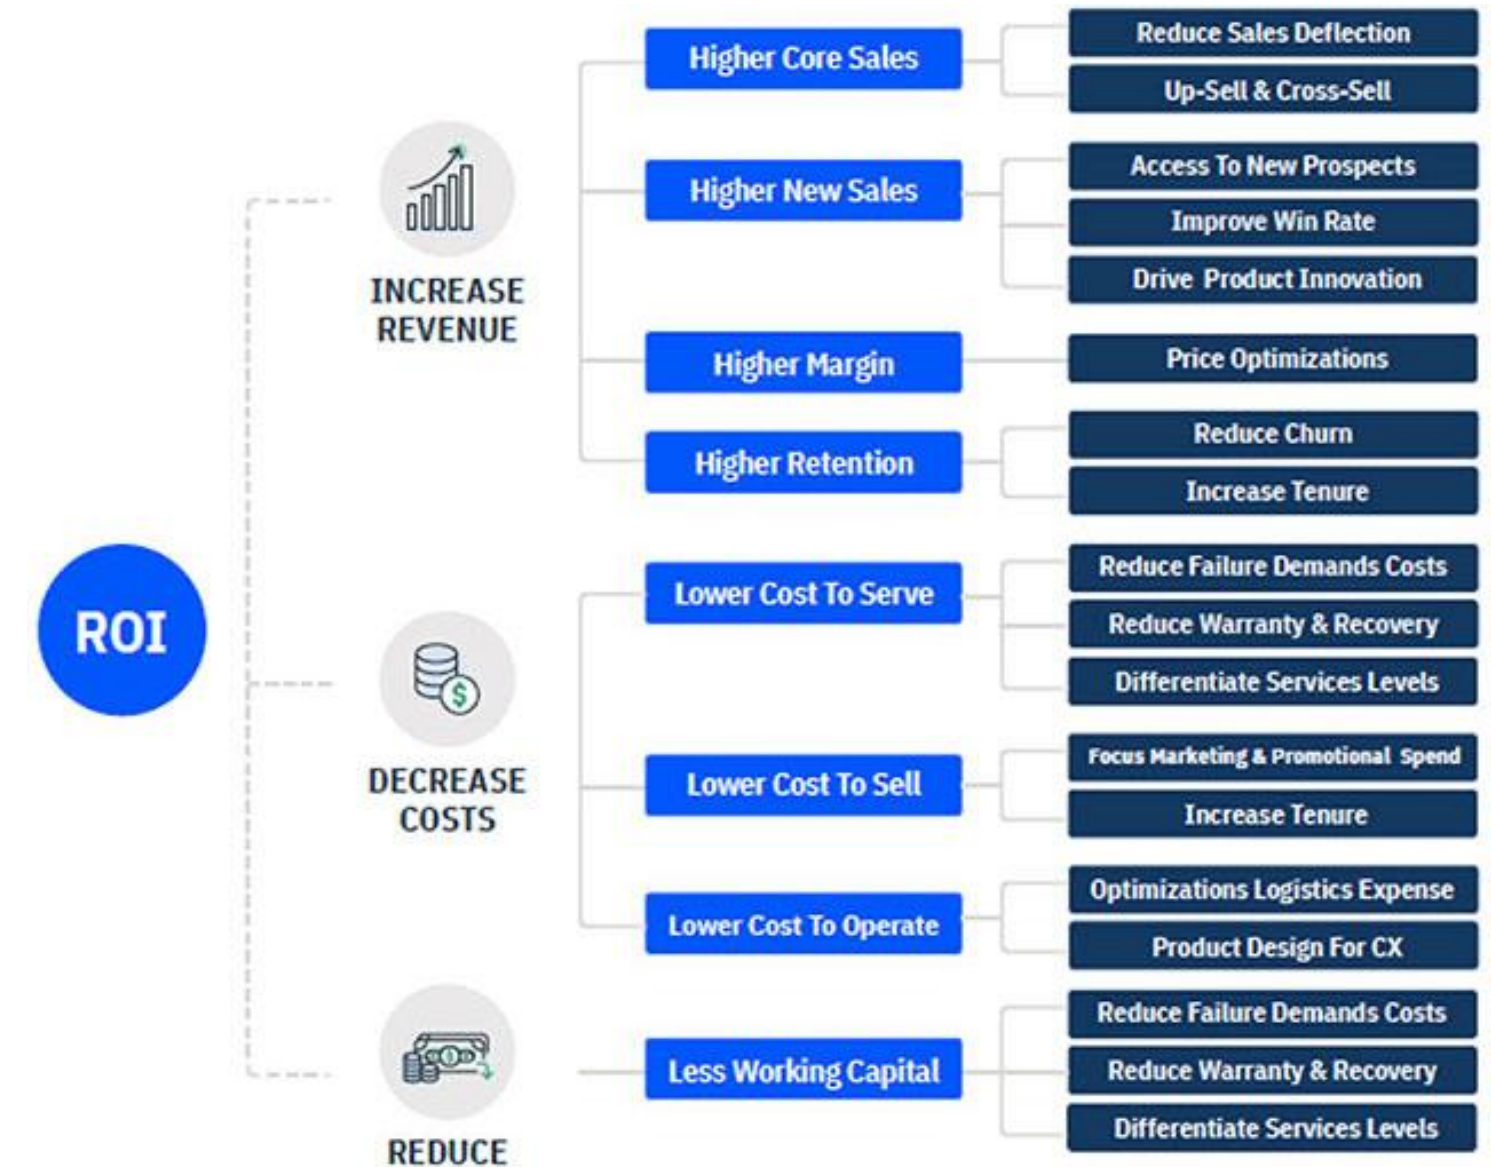 ROI
INCREASE
REVENUE
Higher Core Sales
Reduce Sales Deflection
Up-Sell & Cross-Sell
Higher New Sales
Access To New Prospects
Improve Win Rate
Drive Product Innovation
Higher Margin
Price Optimizations
Higher Retention
Reduce Churn
Increase Tenure
DECREASE
COSTS
Lower Cost To Serve
Reduce Failure Demands Costs
Reduce Warranty & Recovery
Differentiate Services Levels
Lower Cost To Sell
Focus Marketing & Promotional Spend
Increase Tenure
Lower Cost To Operate
Optimizations Logistics Expense
Product Design For CX
REDUCE
Less Working Capital
Reduce Failure Demands Costs
Reduce Warranty & Recovery
Differentiate Services Levels